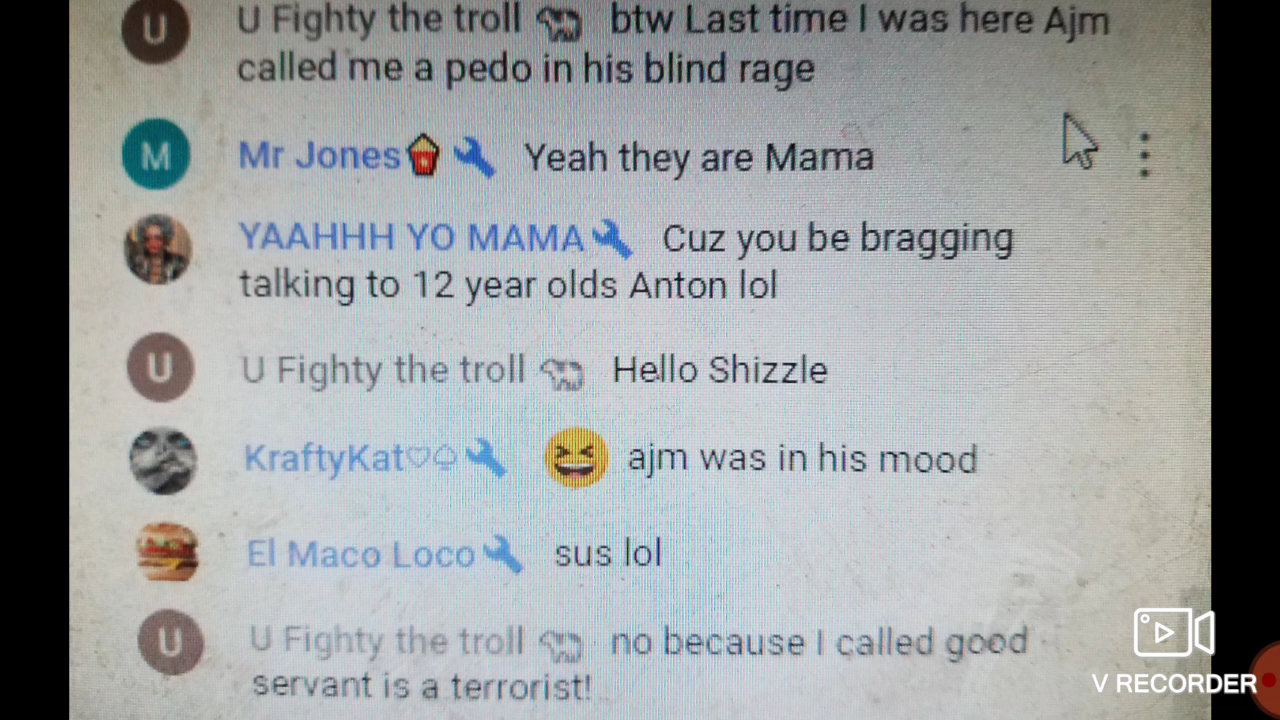 U
U Fighty the troll btw Last time I was here Ajm
called me a pedo in his blind rage
M
Mr Jones Yeah they are Mama
YAAHHH YO MAMA Cuz you be bragging
talking to 12 year olds Anton lol
U
U Fighty the troll Hello Shizzle
KraftyKat♡♤ 😆 ajm was in his mood
El Maco Loco sus lol
U
U Fighty the troll no because I called good
servant is a terrorist!
V RECORDER